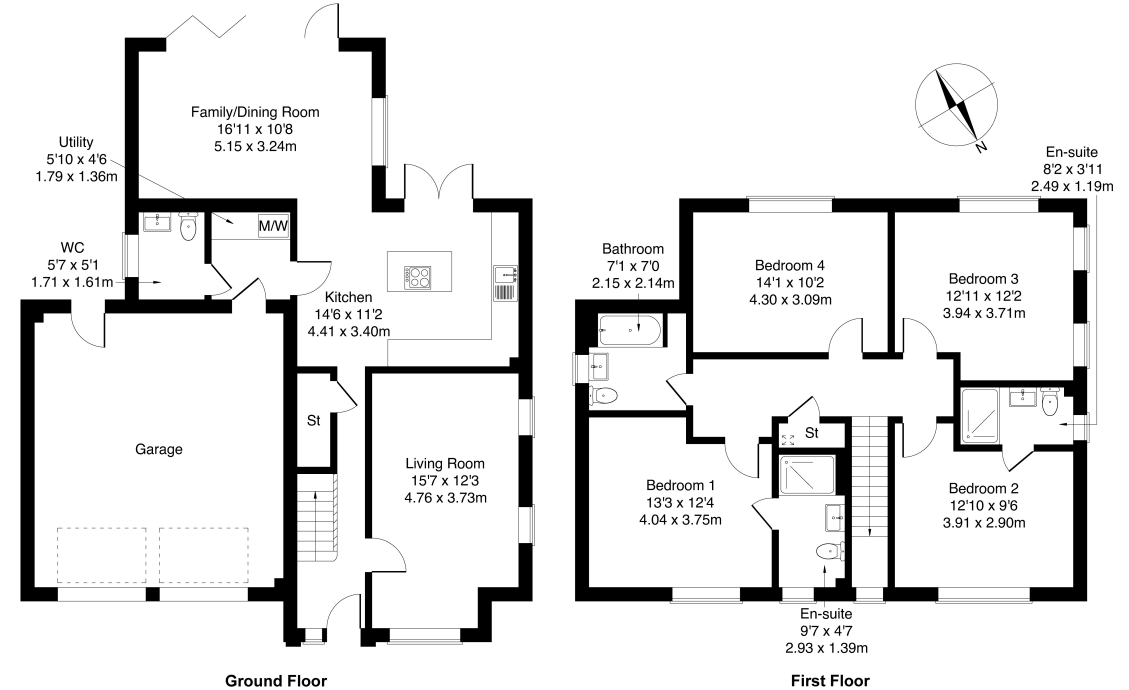 Family/Dining Room
16'11 x 10'8
5.15 x 3.24m
Utility
5'10 x 4'6
1.79 x 1.36m
M/W
WC
5'7 x 5'1
1.71 x 1.61m
Kitchen
14'6 x 11'2
4.41 x 3.40m
St
Garage
Living Room
15'7 x 12'3
4.76 x 3.73m
Ground Floor
N
En-suite
8'2 x 3'11
2.49 x 1.19m
Bathroom
7'1 x 7'0
2.15 x 2.14m
Bedroom 4
14'1 x 10'2
4.30 x 3.09m
Bedroom 3
12'11 x 12'2
3.94 x 3.71m
St
Bedroom 1
13'3 x 12'4
4.04 x 3.75m
Bedroom 2
12'10 x 9'6
3.91 x 2.90m
En-suite
9'7 x 4'7
2.93 x 1.39m
First Floor